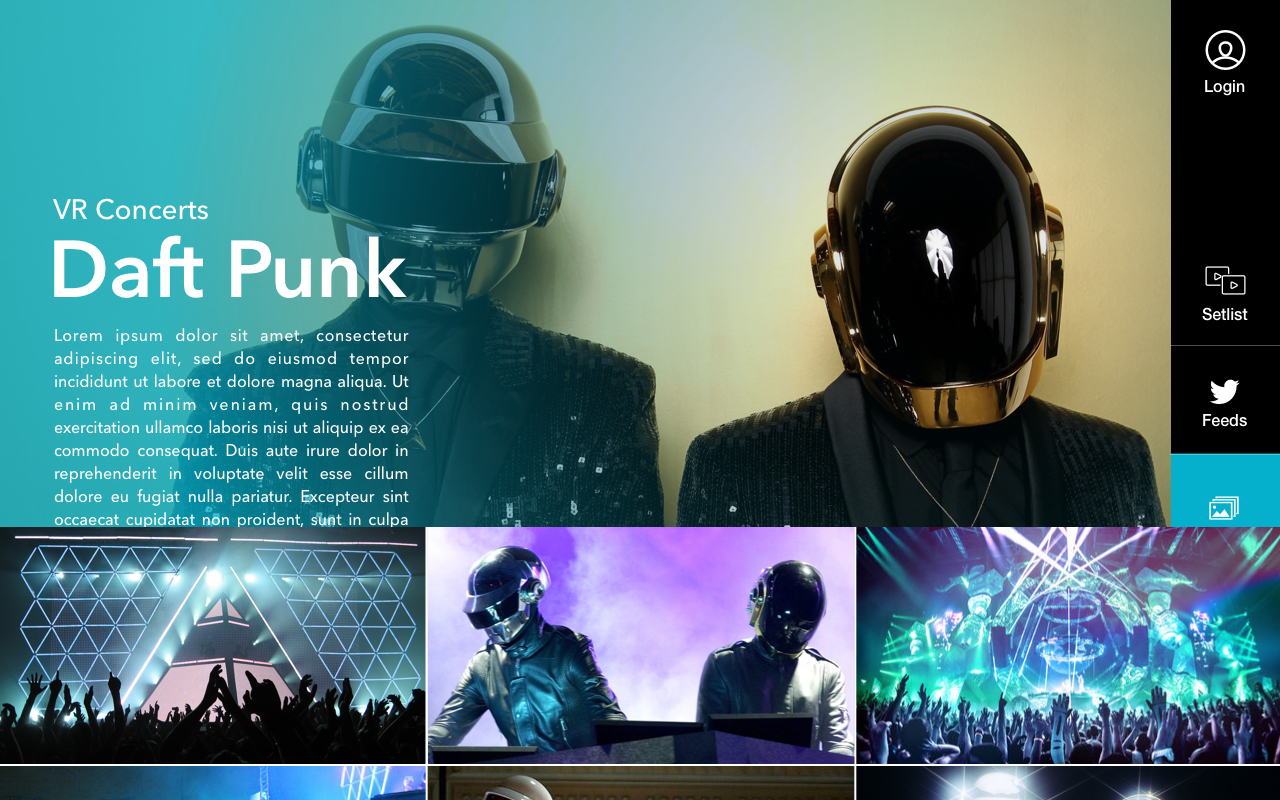 VR Concerts
Daft Punk
Lorem ipsum dolor sit amet, consectetur
adipiscing elit, sed do eiusmod tempor
incididunt ut labore et dolore magna aliqua. Ut
enim ad minim veniam, quis nostrud
exercitation ullamco laboris nisi ut aliquip ex ea
commodo consequat. Duis aute irure dolor in
reprehenderit in voluptate velit esse cillum
dolore eu fugiat nulla pariatur. Excepteur sint
occaecat cupidatat non proident, sunt in culpa
Login
Setlist
Feeds